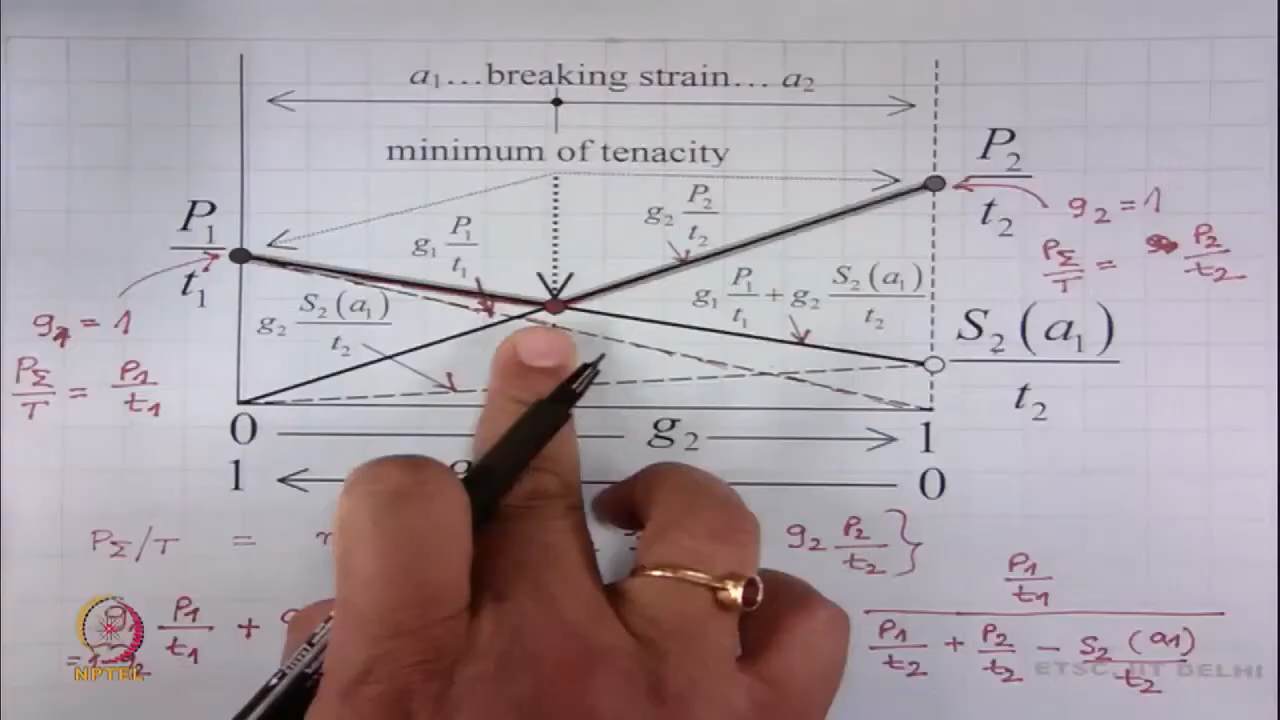 a₁...breaking strain... a₂
minimum of tenacity
P₁/t₁
P₂/t₂
g₁ P₁/t₁
g₂ P₂/t₂
g₂ = 1
P_Σ/T = P₂/t₂
g₂ S₂(a₁)/t₂
g₁ P₁/t₁ + g₂ S₂(a₁)/t₂
S₂(a₁)/t₂
= 1
P_Σ/T = P₁/t₁
0 g₂ 1
1 0
P_Σ/T =
g₂ P₂/t₂ }
P₁/t₁ +
= 1-
P₁/t₁
P₁/t₂ + P₂/t₂ - S₂(a₁)/t₂
NPTEL
ETSC, IIT DELHI